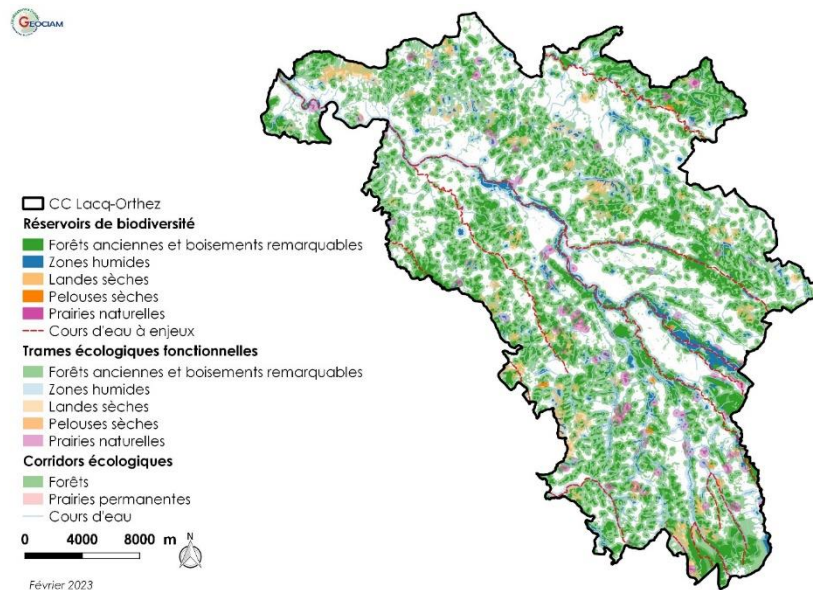 GEOCIAM
CC Lacq-Orthez
Réservoirs de biodiversité
Forêts anciennes et boisements remarquables
Zones humides
Landes sèches
Pelouses sèches
Prairies naturelles
Cours d'eau à enjeux
Trames écologiques fonctionnelles
Forêts anciennes et boisements remarquables
Zones humides
Landes sèches
Pelouses sèches
Prairies naturelles
Corridors écologiques
Forêts
Prairies permanentes
Cours d'eau
0 4000 8000 m
N
Février 2023